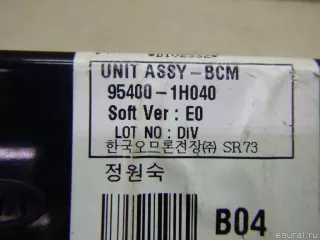 *D102552*
UNIT ASSY-BCM
95400-1H040
Soft Ver : E0
LOT NO : DIV
한국오므론전장㈜ SR73
정원숙
B04
eaural.ru